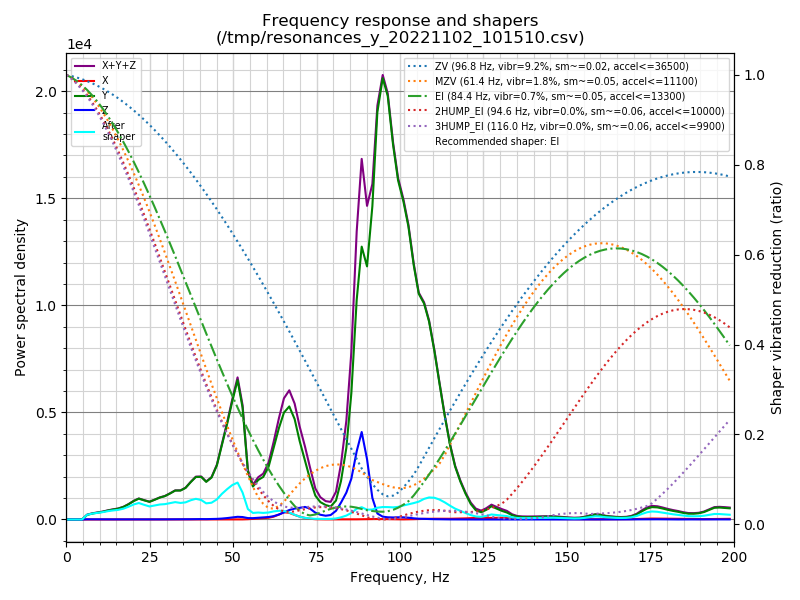 Frequency response and shapers
(/tmp/resonances_y_20221102_101510.csv)
1e4
X+Y+Z
X
Y
Z
After
shaper
ZV (96.8 Hz, vibr=9.2%, sm~=0.02, accel<=36500)
MZV (61.4 Hz, vibr=1.8%, sm~=0.05, accel<=11100)
EI (84.4 Hz, vibr=0.7%, sm~=0.05, accel<=13300)
2HUMP_EI (94.6 Hz, vibr=0.0%, sm~=0.06, accel<=10000)
3HUMP_EI (116.0 Hz, vibr=0.0%, sm~=0.06, accel<=9900)
Recommended shaper: EI
Power spectral density
2.0
1.5
1.0
0.5
0.0
1.0
0.8
0.6
0.4
0.2
0.0
Shaper vibration reduction (ratio)
0 25 50 75 100 125 150 175 200
Frequency, Hz